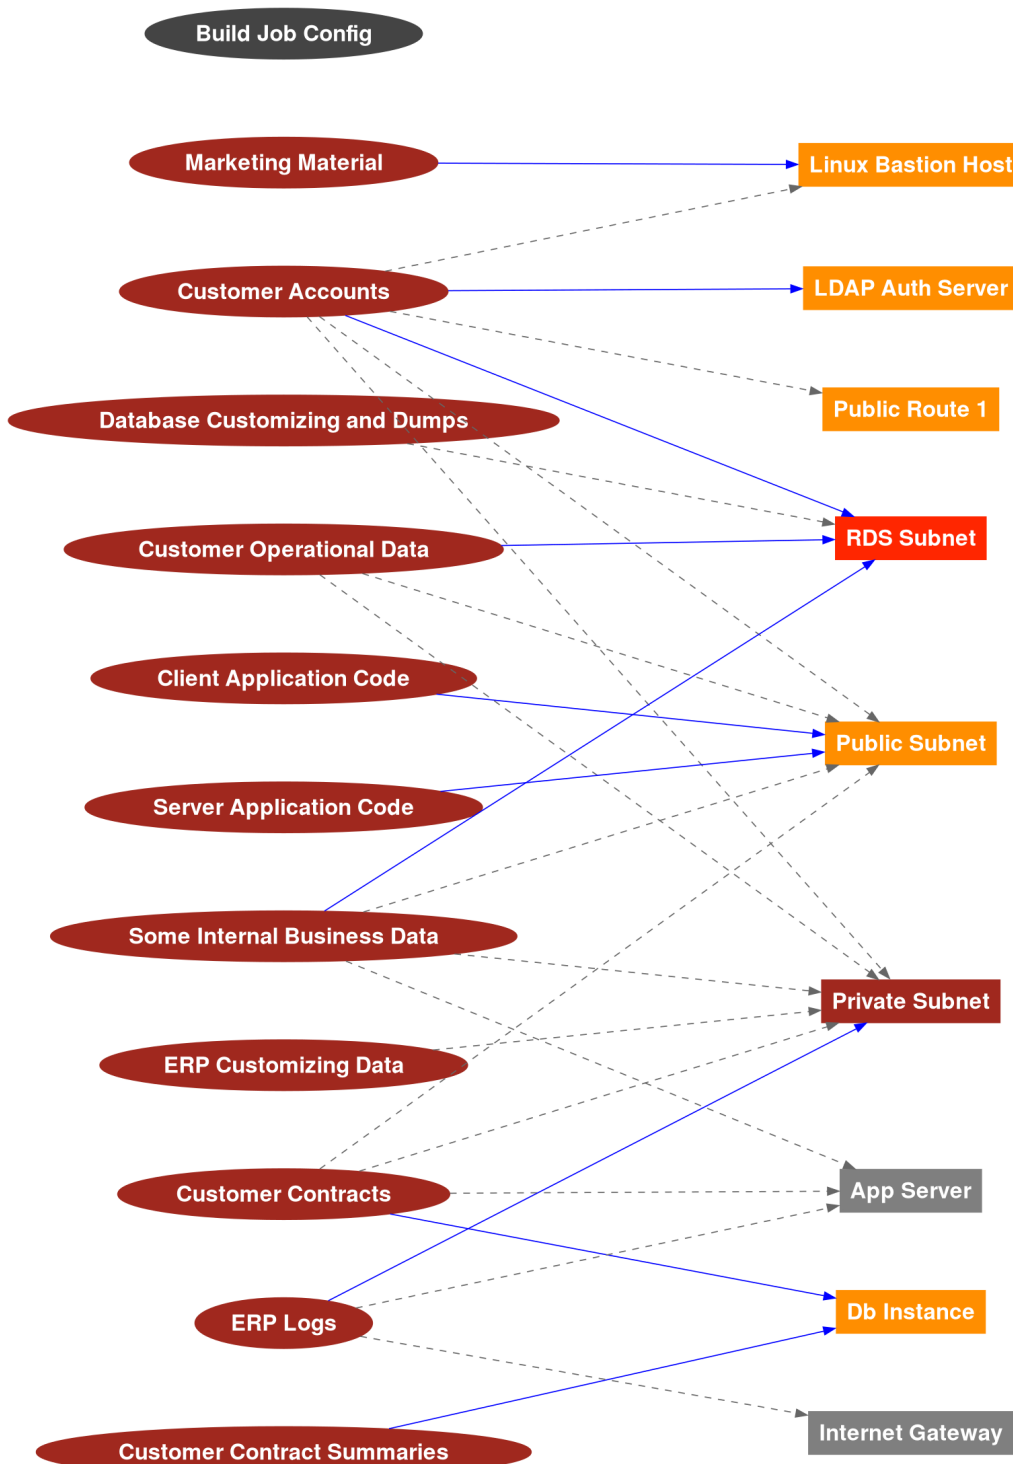 Build Job Config
Marketing Material
Linux Bastion Host
Customer Accounts
LDAP Auth Server
Public Route 1
Database Customizing and Dumps
RDS Subnet
Customer Operational Data
Client Application Code
Public Subnet
Server Application Code
Some Internal Business Data
Private Subnet
ERP Customizing Data
App Server
Customer Contracts
Db Instance
ERP Logs
Internet Gateway
Customer Contract Summaries